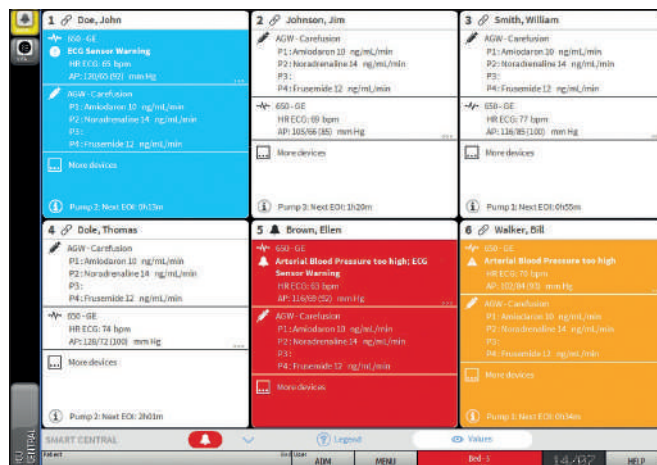 1 Doe, John
650-GE
ECG Sensor Warning
HR ECG: 65 bpm
AP: 120/65 (92) mm Hg
...
AGW-Carefusion
P1: Amiodaron 10 ng/mL/min
P2: Noradrenaline 14 ng/mL/min
P3:
P4: Frusemide 12 ng/mL/min
More devices
Pump 2: Next EOI: 0h13m
2 Johnson, Jim
AGW-Carefusion
P1: Amiodaron 10 ng/mL/min
P2: Noradrenaline 14 ng/mL/min
P3:
P4: Frusemide 12 ng/mL/min
650-GE
HR ECG: 69 bpm
AP: 105/66 (85) mm Hg
...
More devices
Pump 3: Next EOI: 1h20m
3 Smith, William
AGW-Carefusion
P1: Amiodaron 10 ng/mL/min
P2: Noradrenaline 14 ng/mL/min
P3:
P4: Frusemide 12 ng/mL/min
650-GE
HR ECG: 77 bpm
AP: 116/85 (100) mm Hg
...
More devices
Pump 1: Next EOI: 0h55m
4 Dole, Thomas
AGW-Carefusion
P1: Amiodaron 10 ng/mL/min
P2: Noradrenaline 14 ng/mL/min
P3:
P4: Frusemide 12 ng/mL/min
650-GE
HR ECG: 74 bpm
AP: 128/72 (100) mm Hg
...
More devices
Pump 2: Next EOI: 2h01m
5 Brown, Ellen
650-GE
Arterial Blood Pressure too high; ECG
Sensor Warning
HR ECG: 63 bpm
AP: 116/69 (92) mm Hg
...
AGW-Carefusion
P1: Amiodaron 10 ng/mL/min
P2: Noradrenaline 14 ng/mL/min
P3:
P4: Frusemide 12 ng/mL/min
More devices
6 Walker, Bill
650-GE
Arterial Blood Pressure too high
HR ECG: 70 bpm
AP: 102/84 (93) mm Hg
...
AGW-Carefusion
P1: Amiodaron 10 ng/mL/min
P2: Noradrenaline 14 ng/mL/min
P3:
P4: Frusemide 12 ng/mL/min
More devices
Pump 1: Next EOI: 0h34m
ICU
CENTRAL
SMART CENTRAL
Legend
Values
Patient
Bed
User
ADM
MENU
Bed-5
14:07
HELP